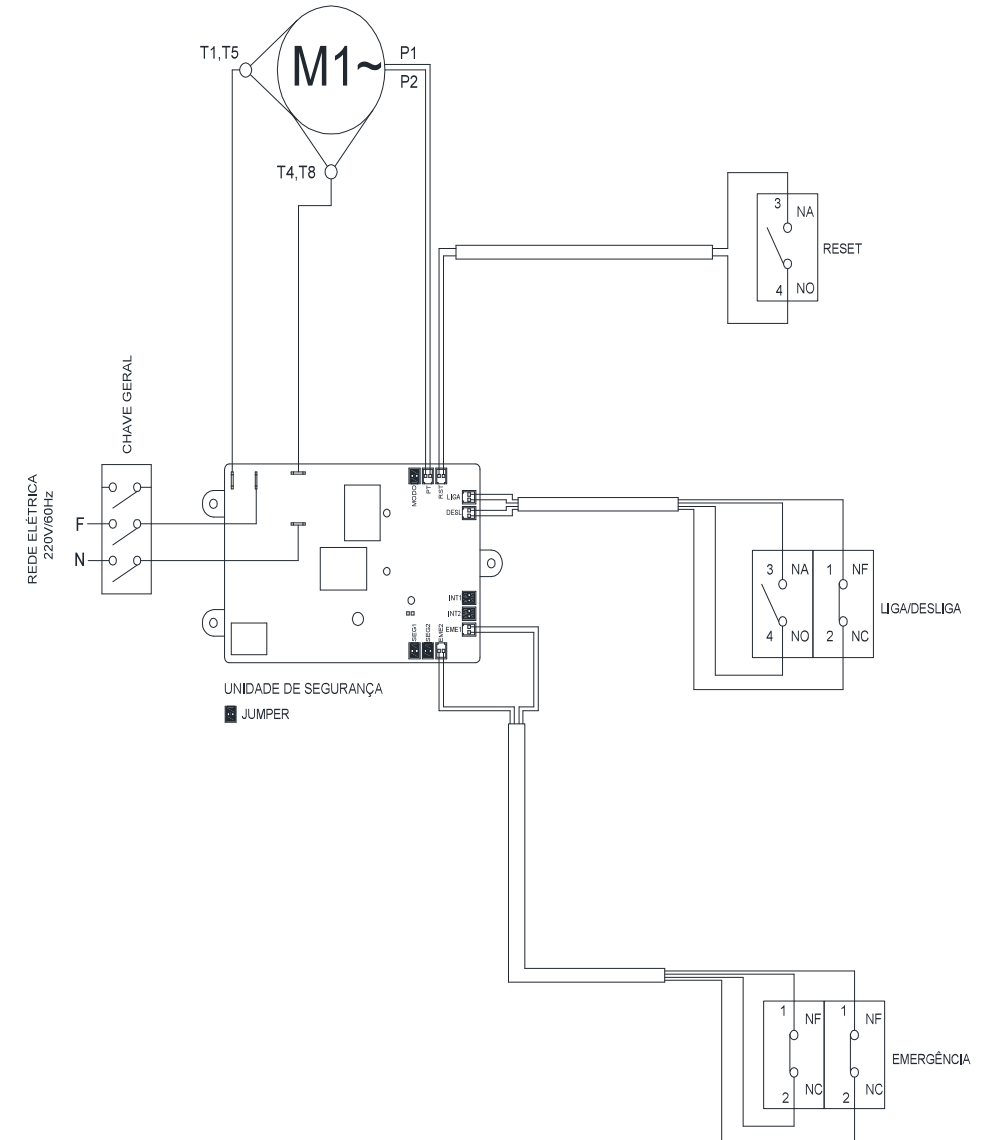 T1,T5
M1~
P1
P2
T4,T8
3
NA
RESET
4
NO
CHAVE GERAL
REDE ELÉTRICA
220V/60Hz
F
N
MODO
PT
RST
LIGA
DESL
INT1
INT2
EME1
SEG1
SEG2
EME2
3
NA
1
NF
LIGA/DESLIGA
4
NO
2
NC
UNIDADE DE SEGURANÇA
JUMPER
1
NF
1
NF
EMERGÊNCIA
2
NC
2
NC